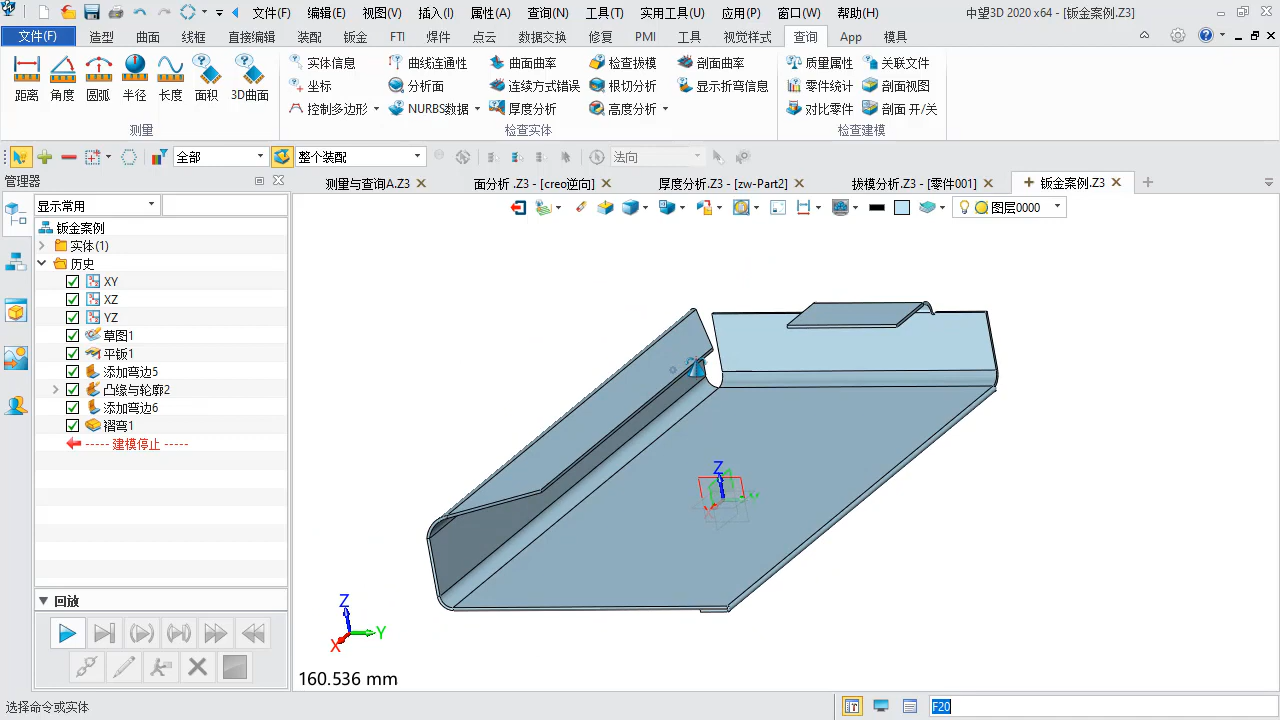 文件(F) 编辑(E) 视图(V) 插入(I) 属性(A) 查询(N) 工具(T) 实用工具(U) 应用(P) 窗口(W) 帮助(H) 中望3D 2020 x64 - [钣金案例.Z3]
文件(F) 造型 曲面 线框 直接编辑 装配 钣金 FTI 焊件 点云 数据交换 修复 PMI 工具 视觉样式 查询 App 模具
实体信息 曲线连通性 曲面曲率 检查拔模 剖面曲率 质量属性 关联文件
坐标 分析面 连续方式错误 根切分析 显示折弯信息 零件统计 剖面视图
距离 角度 圆弧 半径 长度 面积 3D曲面
控制多边形 NURBS数据 厚度分析 高度分析 对比零件 剖面 开/关
测量 检查实体 检查建模
全部 整个装配 法向
管理器 测量与查询A.Z3 面分析 .Z3 - [creo逆向] 厚度分析.Z3 - [zw-Part2] 拔模分析.Z3 - [零件001] 钣金案例.Z3
显示常用 图层0000
钣金案例
实体(1)
历史
XY
XZ
YZ
草图1
平钣1
添加弯边5
凸缘与轮廓2
添加弯边6
褶弯1
----- 建模停止 -----
Z
回放
Z
Y
X
160.536 mm
选择命令或实体 F20